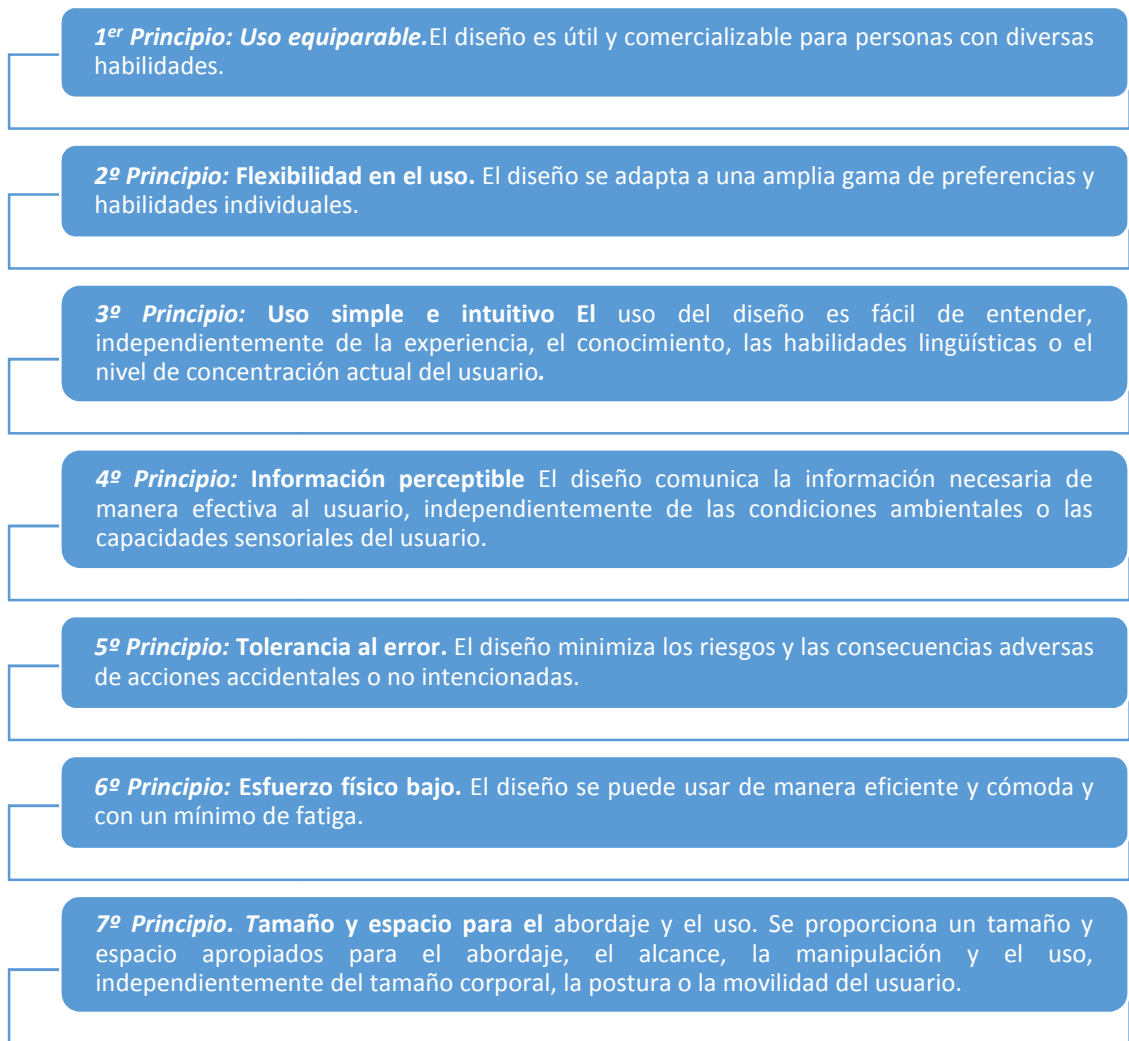 1er Principio: Uso equiparable.El diseño es útil y comercializable para personas con diversas
habilidades.
2º Principio: Flexibilidad en el uso. El diseño se adapta a una amplia gama de preferencias y
habilidades individuales.
3º Principio: Uso simple e intuitivo El uso del diseño es fácil de entender,
independientemente de la experiencia, el conocimiento, las habilidades lingüísticas o el
nivel de concentración actual del usuario.
4º Principio: Información perceptible El diseño comunica la información necesaria de
manera efectiva al usuario, independientemente de las condiciones ambientales o las
capacidades sensoriales del usuario.
5º Principio: Tolerancia al error. El diseño minimiza los riesgos y las consecuencias adversas
de acciones accidentales o no intencionadas.
6º Principio: Esfuerzo físico bajo. El diseño se puede usar de manera eficiente y cómoda y
con un mínimo de fatiga.
7º Principio. Tamaño y espacio para el abordaje y el uso. Se proporciona un tamaño y
espacio apropiados para el abordaje, el alcance, la manipulación y el uso,
independientemente del tamaño corporal, la postura o la movilidad del usuario.